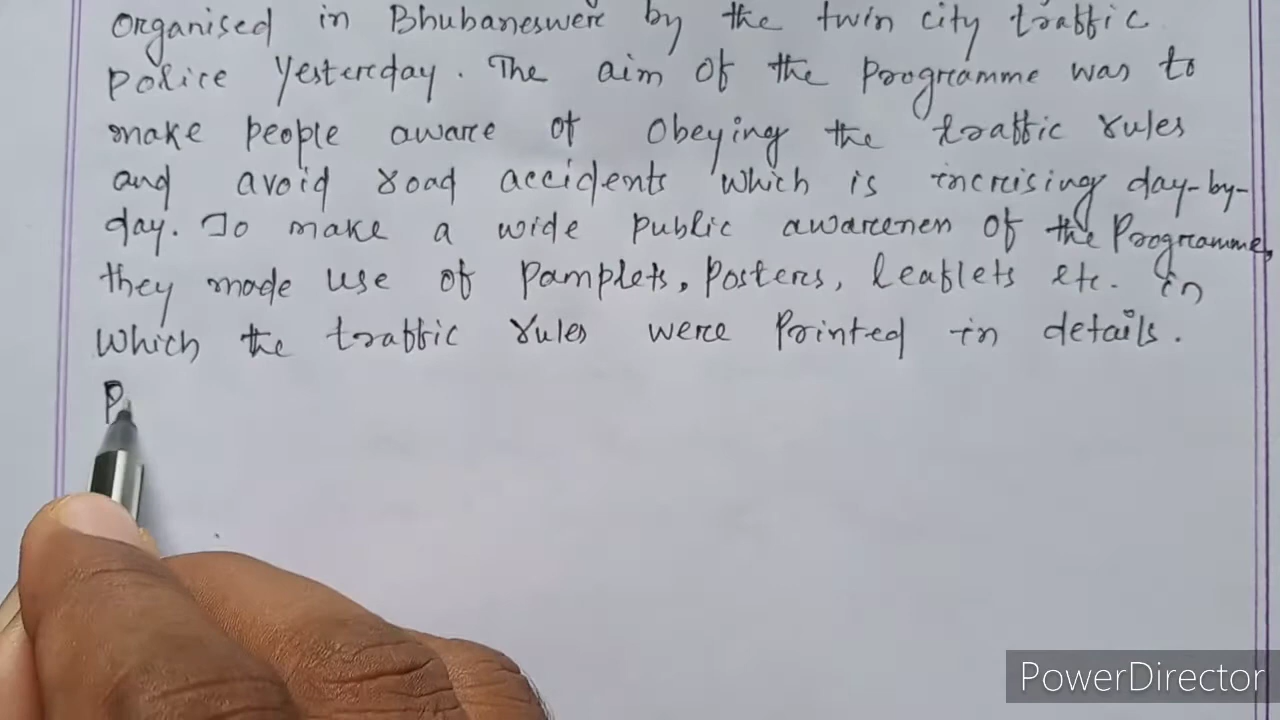 Organised in Bhubaneswere by the twin city traffic
police yesterday. The aim of the programme was to
make people aware of obeying the traffic rules
and avoid road accidents which is incrising day-by-
day. To make a wide public awareness of the Programme,
they made use of pamplets, posters, leaflets etc. in
which the traffic rules were printed in details.
P
PowerDirector